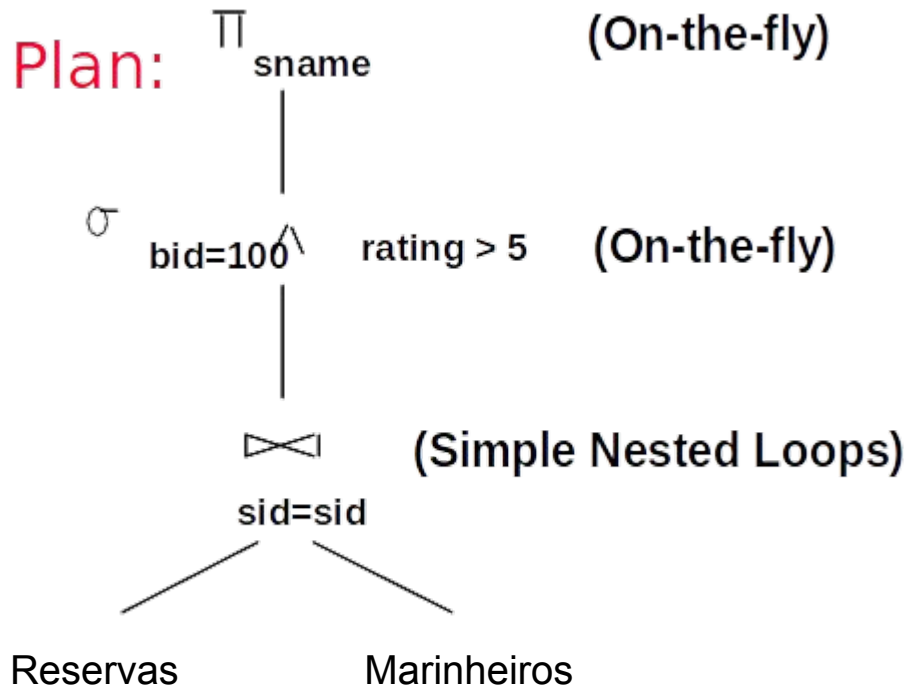 Plan: π sname (On-the-fly)
σ bid=100 ^ rating > 5 (On-the-fly)
⋈ (Simple Nested Loops)
sid=sid
Reservas Marinheiros